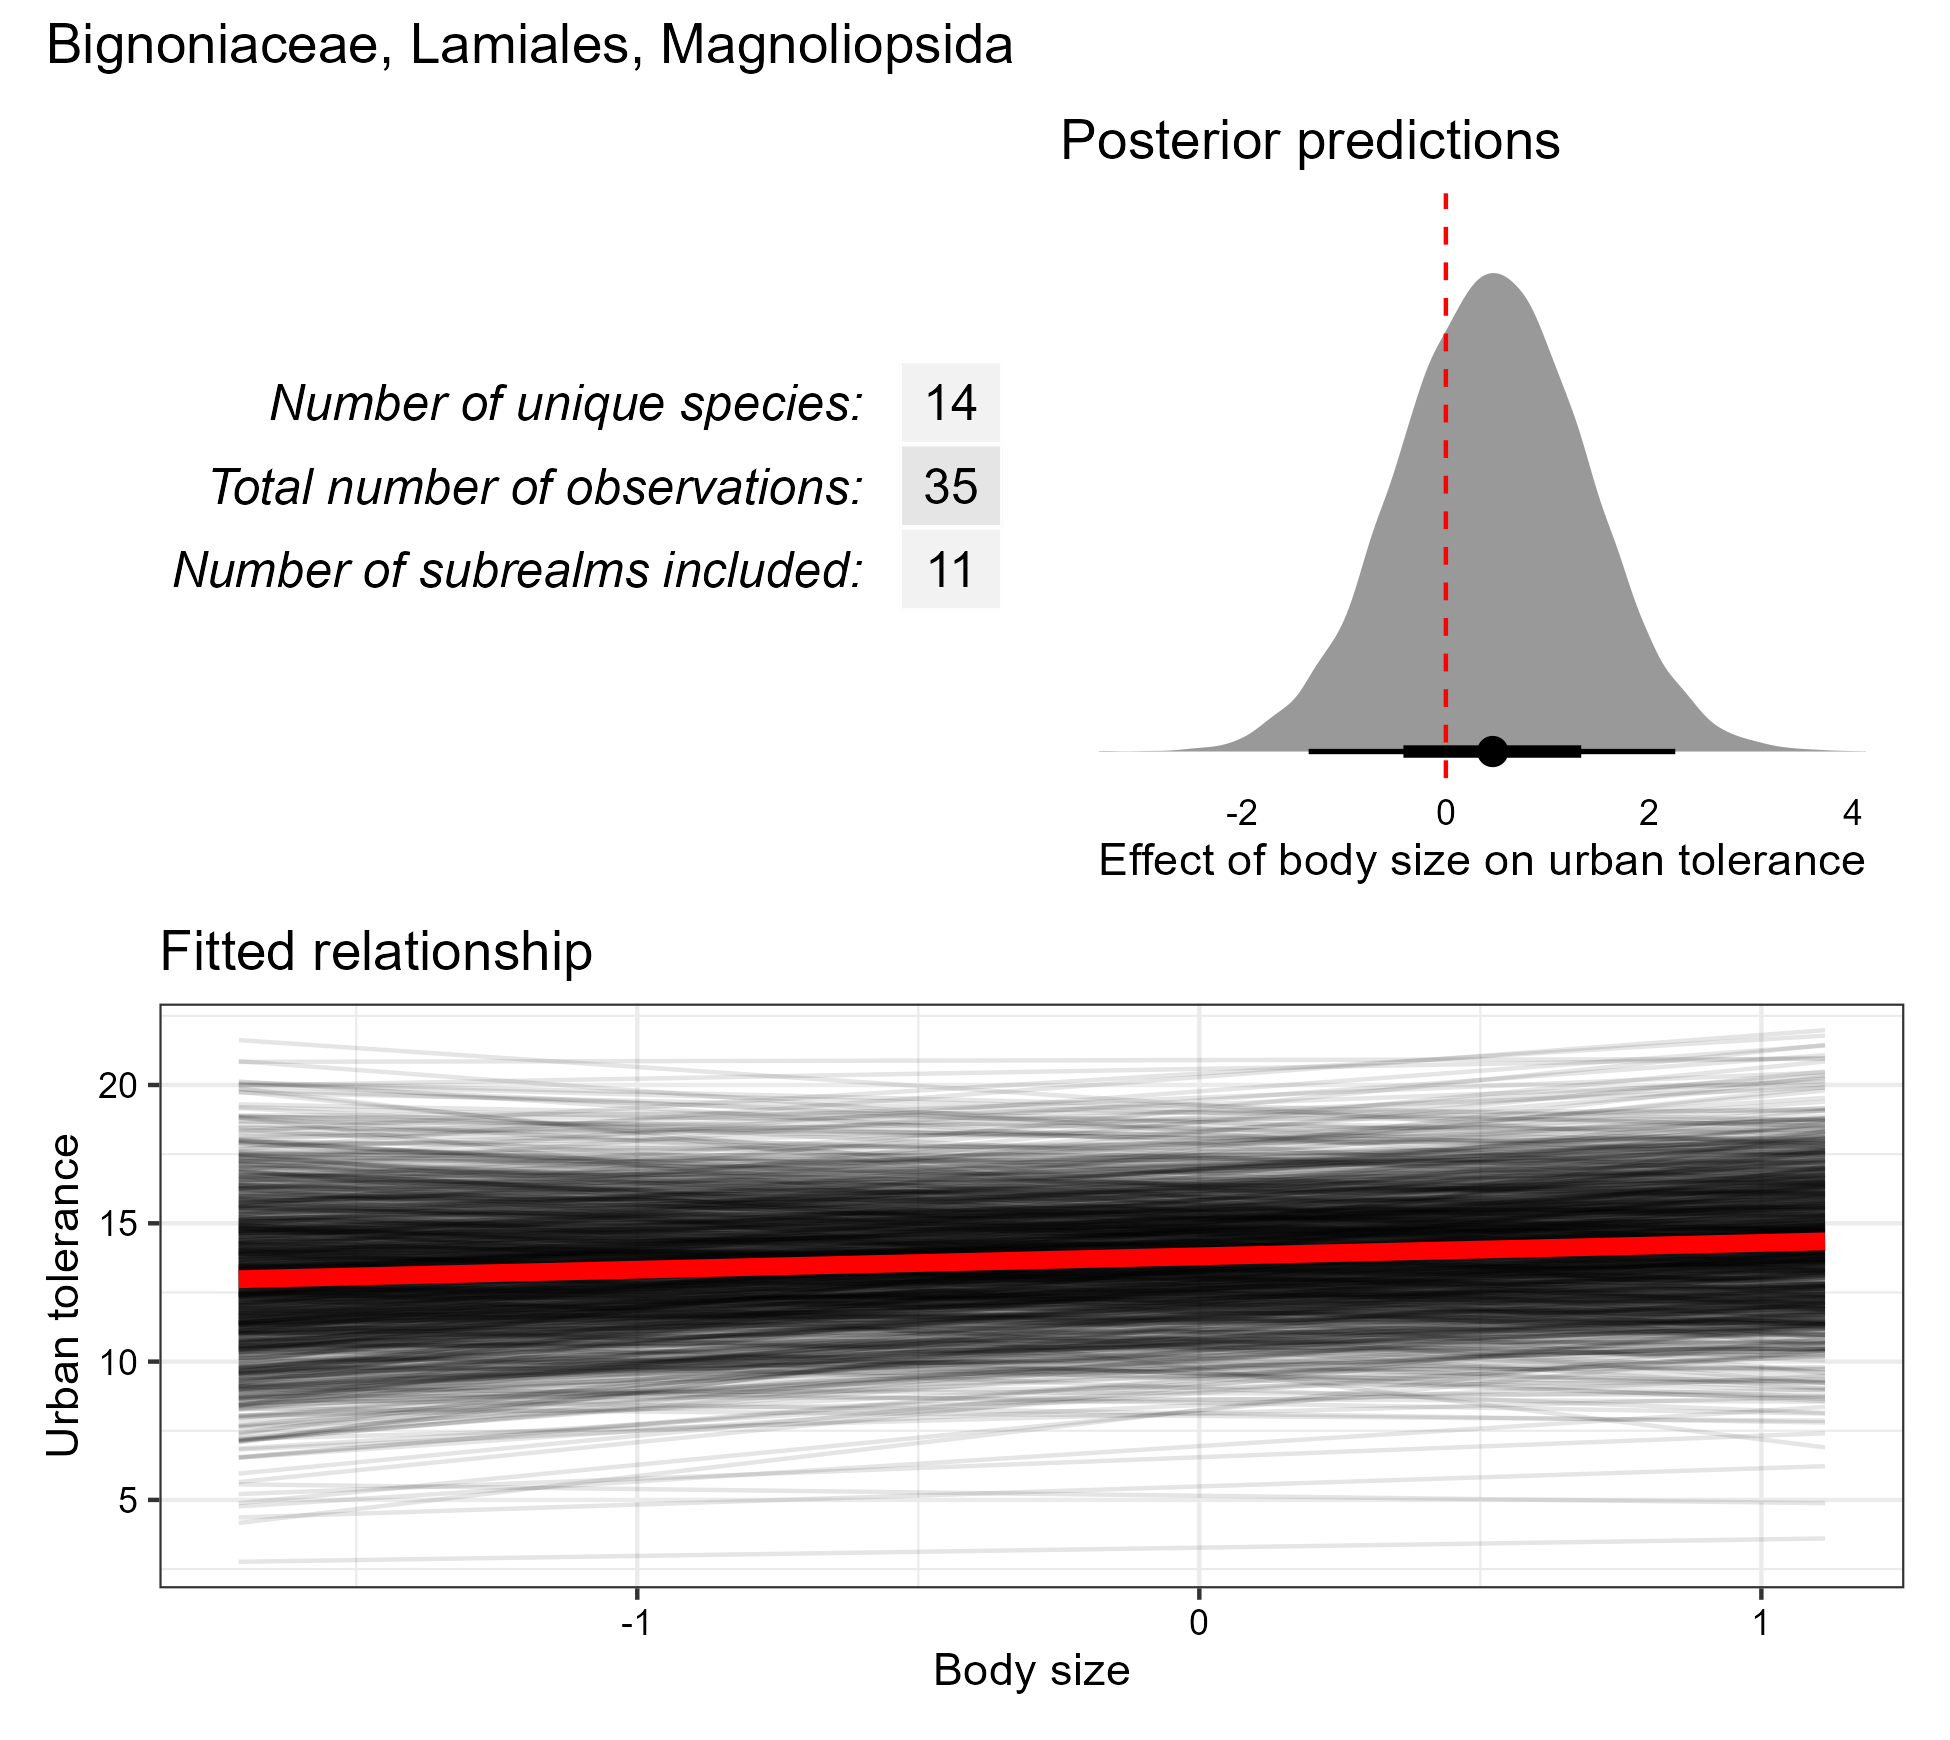 Bignoniaceae, Lamiales, Magnoliopsida
Posterior predictions
Number of unique species: 14
Total number of observations: 35
Number of subrealms included: 11
-2 0 2 4
Effect of body size on urban tolerance
Fitted relationship
Urban tolerance
20
15
10
5
-1 0 1
Body size